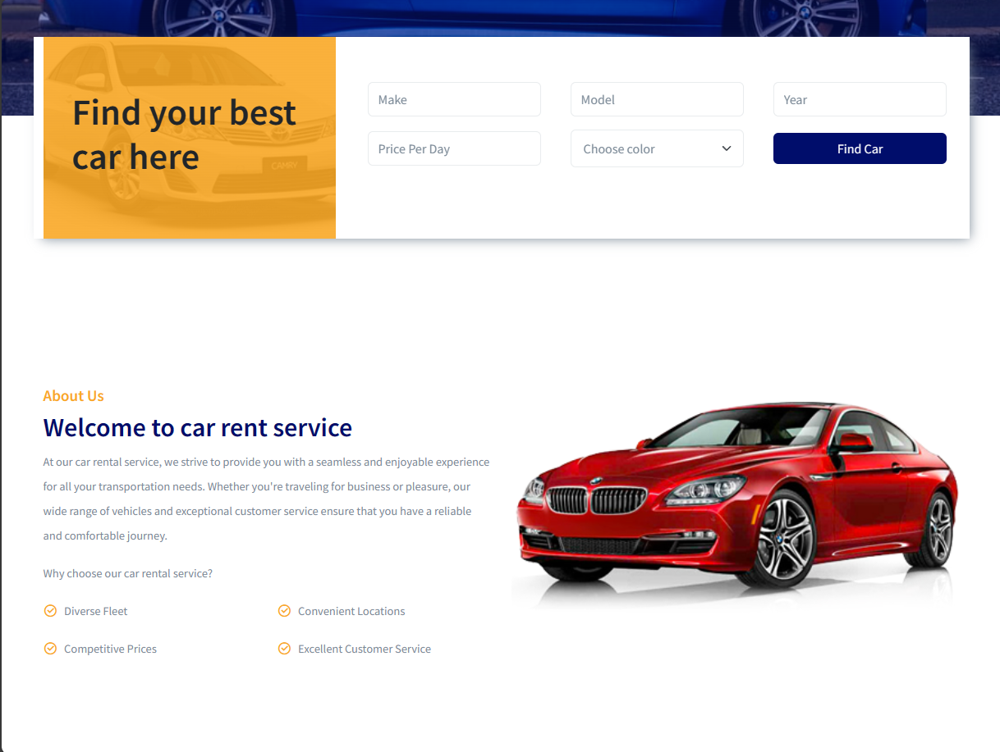 Find your best
car here
Make
Model
Year
Price Per Day
Choose color
Find Car
CAMRY
About Us
Welcome to car rent service
At our car rental service, we strive to provide you with a seamless and enjoyable experience
for all your transportation needs. Whether you're traveling for business or pleasure, our
wide range of vehicles and exceptional customer service ensure that you have a reliable
and comfortable journey.
Why choose our car rental service?
Diverse Fleet
Convenient Locations
Competitive Prices
Excellent Customer Service